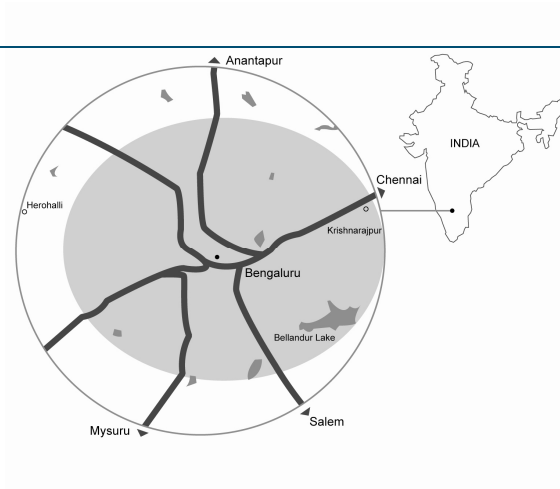 Anantapur
INDIA
Chennai
Herohalli
Krishnarajpur
Bengaluru
Bellandur Lake
Salem
Mysuru